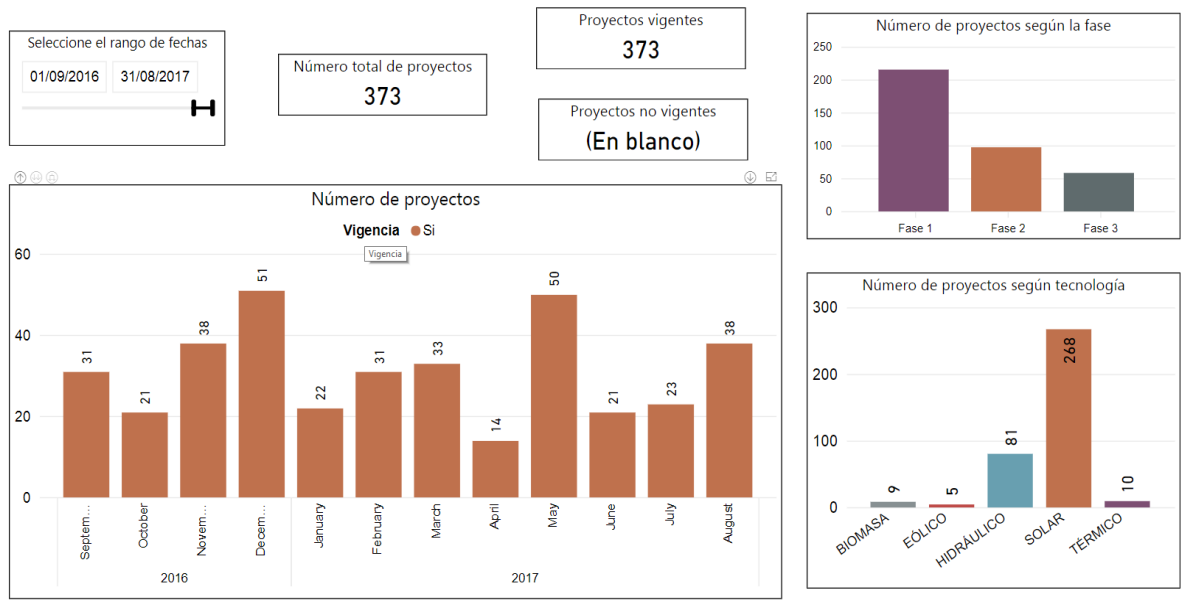 Seleccione el rango de fechas
01/09/2016 31/08/2017
Número total de proyectos
373
Proyectos vigentes
373
Proyectos no vigentes
(En blanco)
Número de proyectos
Vigencia Si
Vigencia
60
40
20
0
31
21
38
51
22
31
33
14
50
21
23
38
Septem...
October
Novem...
Decem...
January
February
March
April
May
June
July
August
2016
2017
Número de proyectos según la fase
250
200
150
100
50
0
Fase 1
Fase 2
Fase 3
Número de proyectos según tecnología
300
200
100
0
9
5
81
268
10
BIOMASA
EÓLICO
HIDRÁULICO
SOLAR
TÉRMICO